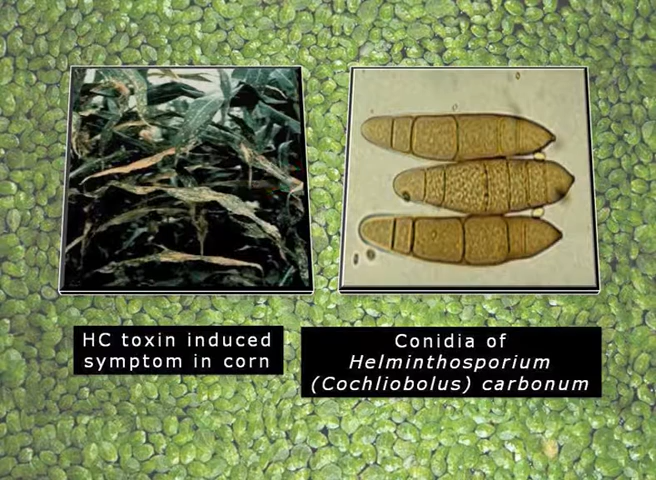 HC toxin induced
symptom in corn
Conidia of
Helminthosporium
(Cochliobolus) carbonum